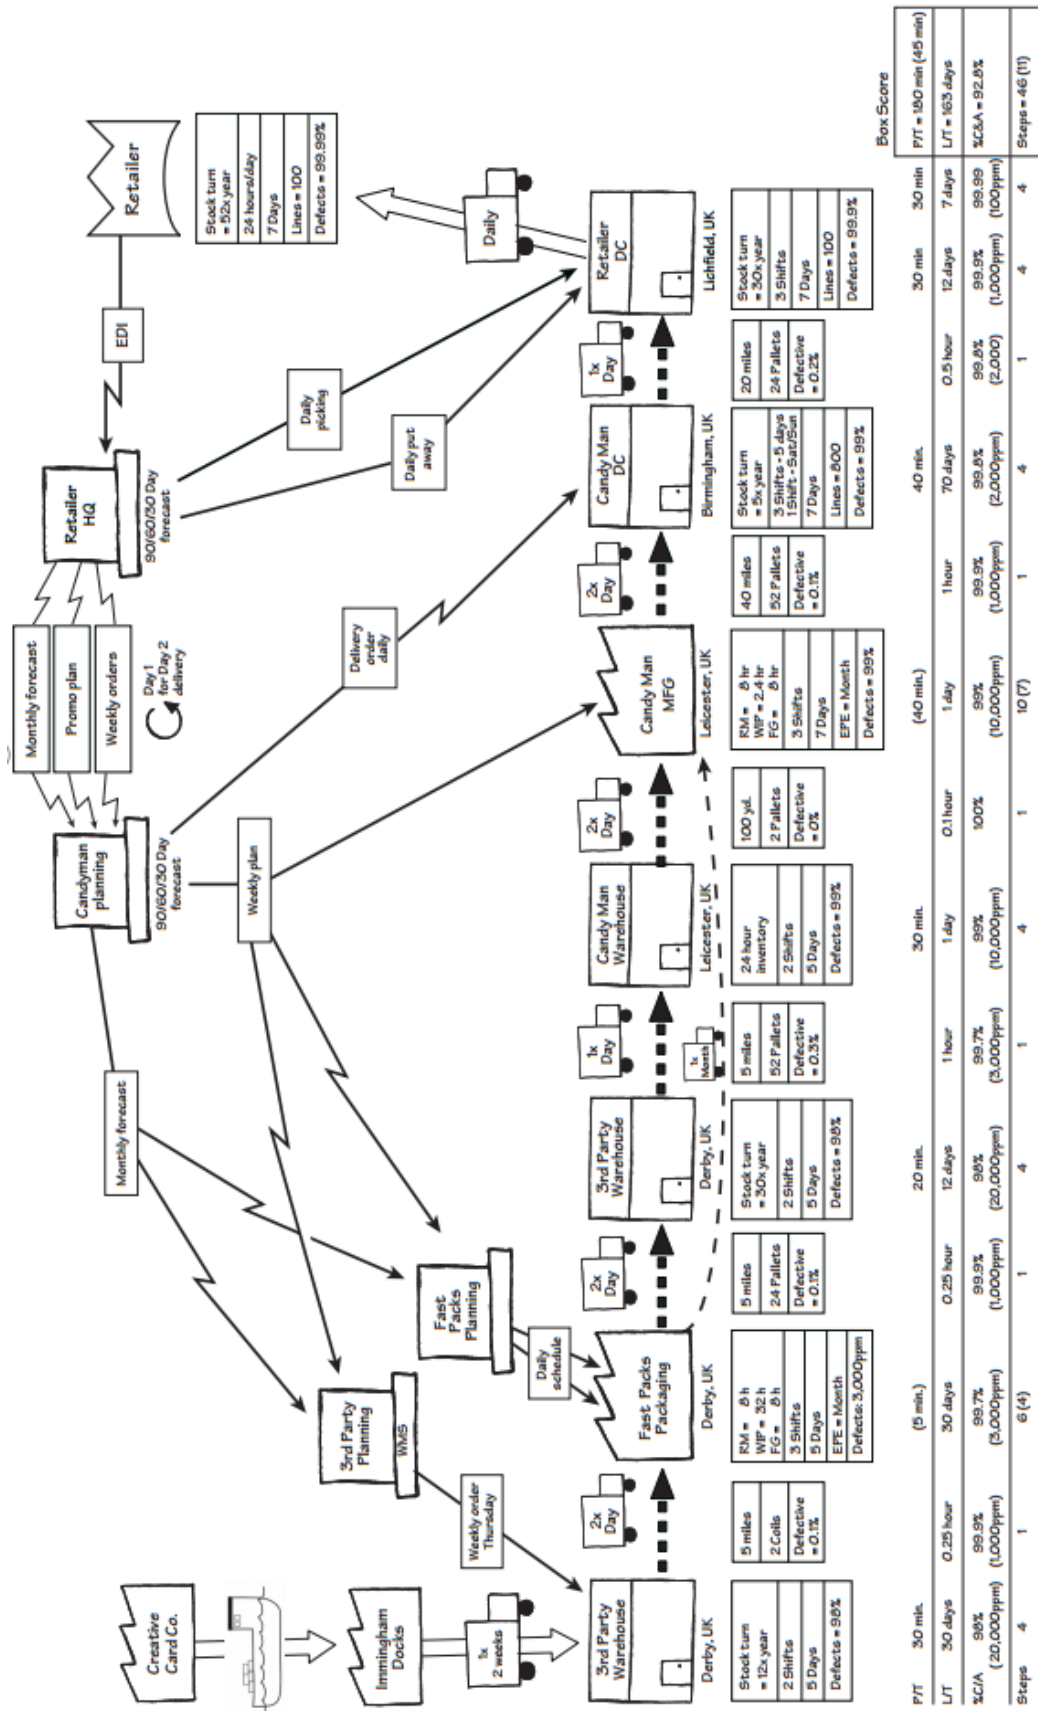 Creative
Card Co.
Immingham
Docks
1x
2 weeks
3rd Party
Warehouse
Derby, UK
Stock turn
= 12x year
2 Shifts
5 Days
Defects = 98%
Weekly order
Thursday
3rd Party
Planning
WMS
Monthly forecast
Fast
Packs
Planning
Daily
schedule
2x
Day
5 miles
2 Coils
Defective
= 0.1%
Fast Packs
Packaging
Derby, UK
RM = 8 h
WIP = 32 h
FG = 8 h
3 Shifts
5 Days
EPE = Month
Defects: 3,000ppm
2x
Day
5 miles
24 Pallets
Defective
= 0.1%
3rd Party
Warehouse
Derby, UK
Stock turn
= 30x year
2 Shifts
5 Days
Defects = 98%
1x
Day
1x
Month
5 miles
52 Pallets
Defective
= 0.3%
Candyman
planning
90/60/30 Day
forecast
Weekly plan
Candy Man
Warehouse
Leicester, UK
24 hour
inventory
2 Shifts
5 Days
Defects = 99%
2x
Day
100 yd.
2 Pallets
Defective
= 0%
Monthly forecast
Promo plan
Weekly orders
Day 1
for Day 2
delivery
Delivery
order
daily
Candy Man
MFG
Leicester, UK
RM = 8 hr
WIP = 2.4 hr
FG = 8 hr
3 Shifts
7 Days
EPE = Month
Defects = 99%
2x
Day
40 miles
52 Pallets
Defective
= 0.1%
Retailer
HQ
90/60/30 Day
forecast
Daily put
away
Daily
picking
Candy Man
DC
Birmingham, UK
Stock turn
= 5x year
3 Shifts - 5 days
1 Shift - Sat/Sun
7 Days
Lines = 800
Defects = 99%
1x
Day
20 miles
24 Pallets
Defective
= 0.2%
EDI
Retailer
Stock turn
= 52x year
24 hours/day
7 Days
Lines = 100
Defects = 99.99%
Daily
Retailer
DC
Lichfield, UK
Stock turn
= 30x year
3 Shifts
7 Days
Lines = 100
Defects = 99.9%
Box Score
P/T 30 min. (5 min.) 20 min. 30 min. (40 min.) 40 min. 30 min 30 min P/T = 180 min (45 min)
L/T 30 days 0.25 hour 30 days 0.25 hour 12 days 1 hour 1 day 0.1 hour 1 day 1 hour 70 days 0.5 hour 12 days 7 days L/T = 163 days
%C/A 98% 99.9% 99.7% 99.9% 98% 99.7% 99% 100% 99% 99.9% 99.8% 99.8% 99.9% 99.99 %C&A = 92.8%
(20,000ppm) (1,000ppm) (3,000ppm) (1,000ppm) (20,000ppm) (3,000ppm) (10,000ppm) (10,000ppm) (1,000ppm) (2,000ppm) (2,000) (1,000ppm) (100ppm)
Steps 4 1 6 (4) 1 4 1 4 1 10 (7) 1 4 1 4 4 Steps = 46 (11)